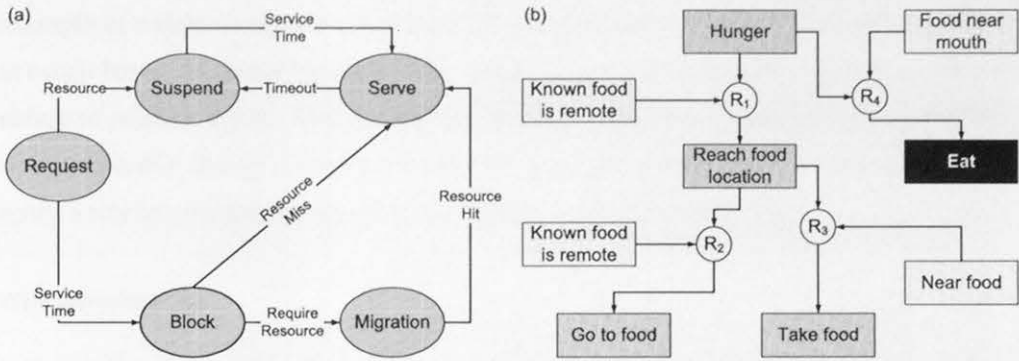 (a)
Service
Time
Resource
Suspend
Timeout
Serve
Request
Resource
Miss
Resource
Hit
Service
Time
Block
Require
Resource
Migration
(b)
Hunger
Food near
mouth
Known food
is remote
R1
R4
Reach food
location
Eat
Known food
is remote
R2
R3
Near food
Go to food
Take food